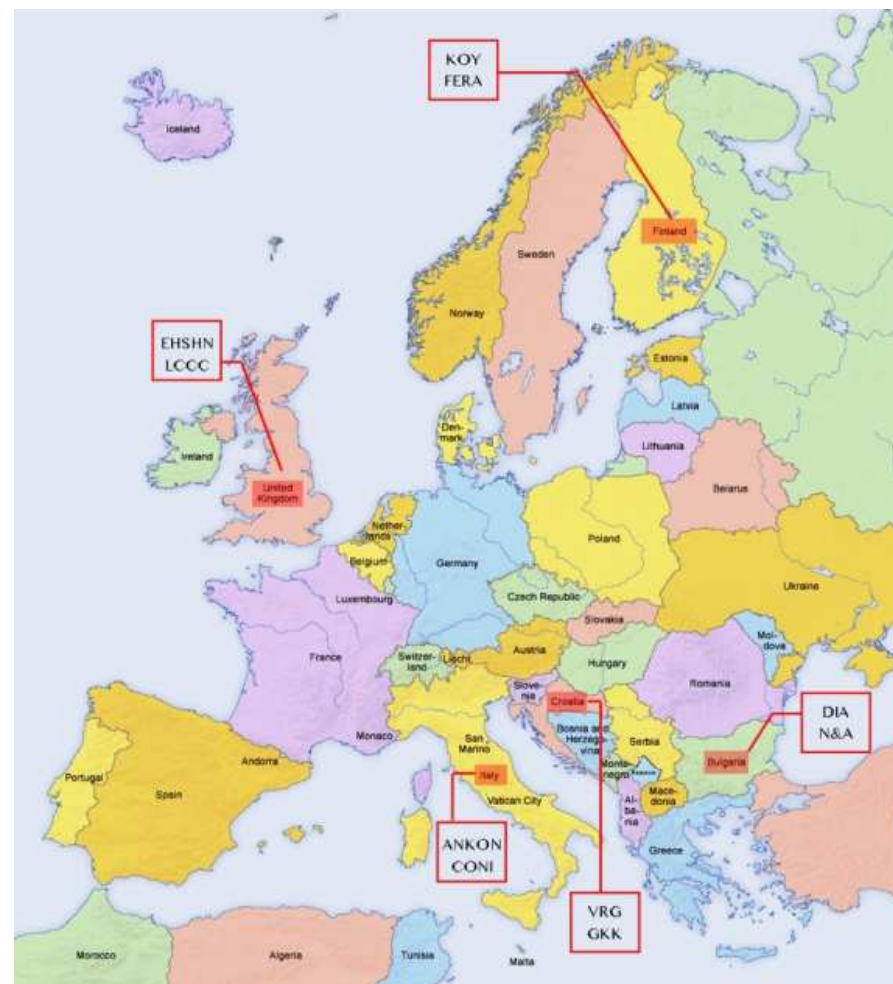 KOY
FERA
Iceland
Finland
Sweden
Norway
EHSHN
LCCC
Estonia
Latvia
Den-
mark
Lithuania
Ireland
United
Kingdom
Belarus
Nether-
lands
Poland
Belgium
Germany
Ukraine
Luxembourg
Czech Republic
Slovakia
Mol-
dova
France
Switzer-
land
Liecht.
Austria
Hungary
Slove-
nia
Croatia
Romania
DIA
N&A
Bosnia and
Herzego-
vina
Monaco
San
Marino
Serbia
Andorra
Bulgaria
Portugal
Spain
Italy
Monte-
negro
Kosovo
Vatican City
Al-
ba-
nia
Mace-
donia
ANKON
CONI
Greece
VRG
GKK
Morocco
Algeria
Tunisia
Malta